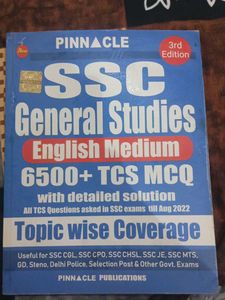 PINNACLE
3rd
Edition
SSC
General Studies
English Medium
6500+ TCS MCQ
with detailed solution
All TCS Questions asked in SSC exams till Aug 2022
Topic wise Coverage
Useful for SSC CGL, SSC CPO, SSC CHSL, SSC JE, SSC MTS,
GD, Steno, Delhi Police, Selection Post & Other Govt. Exams
PINNACLE PUBLICATIONS